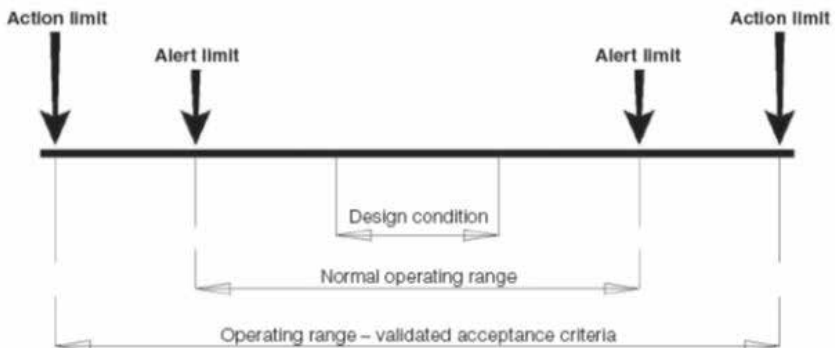 Action limit
Action limit
Alert limit
Alert limit
Design condition
Normal operating range
Operating range – validated acceptance criteria